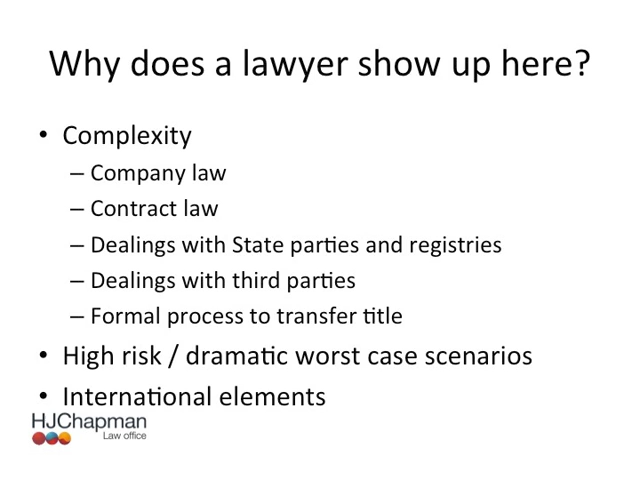 Why does a lawyer show up here?
• Complexity
– Company law
– Contract law
– Dealings with State parties and registries
– Dealings with third parties
– Formal process to transfer title
• High risk / dramatic worst case scenarios
• International elements
HJChapman
Law office